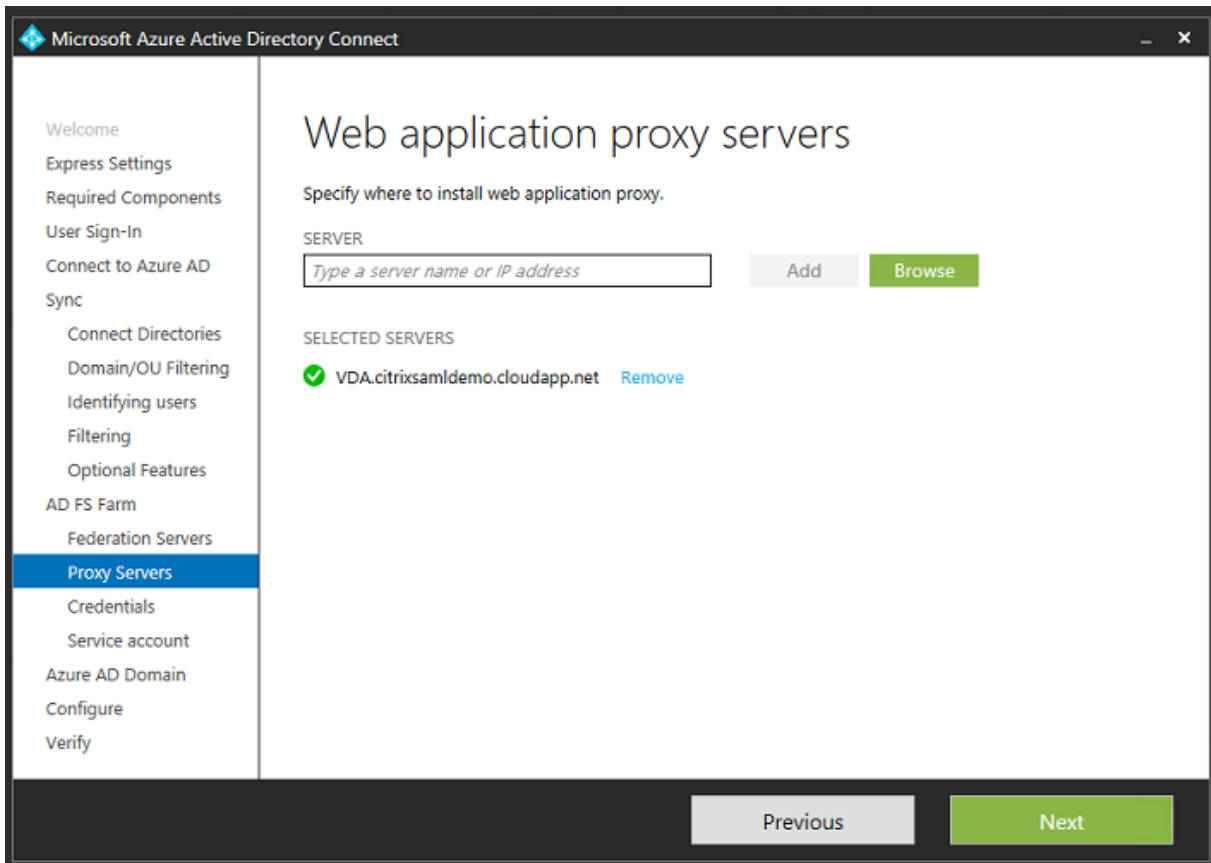 Microsoft Azure Active Directory Connect
Welcome
Express Settings
Required Components
User Sign-In
Connect to Azure AD
Sync
Connect Directories
Domain/OU Filtering
Identifying users
Filtering
Optional Features
AD FS Farm
Federation Servers
Proxy Servers
Credentials
Service account
Azure AD Domain
Configure
Verify
Web application proxy servers
Specify where to install web application proxy.
SERVER
Type a server name or IP address
Add
Browse
SELECTED SERVERS
VDA.citrixsamldemo.cloudapp.net Remove
Previous
Next